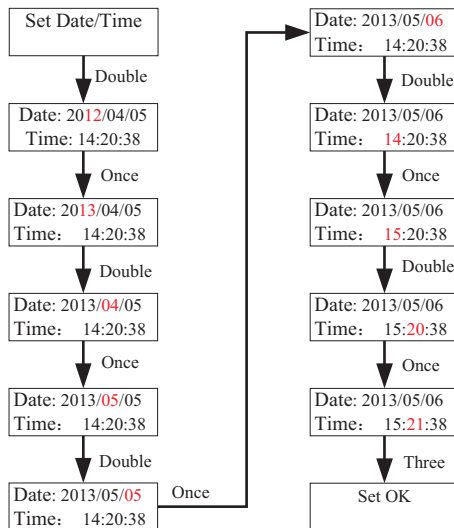 Set Date/Time
Double
Date: 2012/04/05
Time: 14:20:38
Once
Date: 2013/04/05
Time： 14:20:38
Double
Date: 2013/04/05
Time： 14:20:38
Once
Date: 2013/05/05
Time： 14:20:38
Double
Date: 2013/05/05
Time： 14:20:38
Once
Date: 2013/05/06
Time： 14:20:38
Double
Date: 2013/05/06
Time： 14:20:38
Once
Date: 2013/05/06
Time： 15:20:38
Double
Date: 2013/05/06
Time： 15:20:38
Once
Date: 2013/05/06
Time： 15:21:38
Three
Set OK